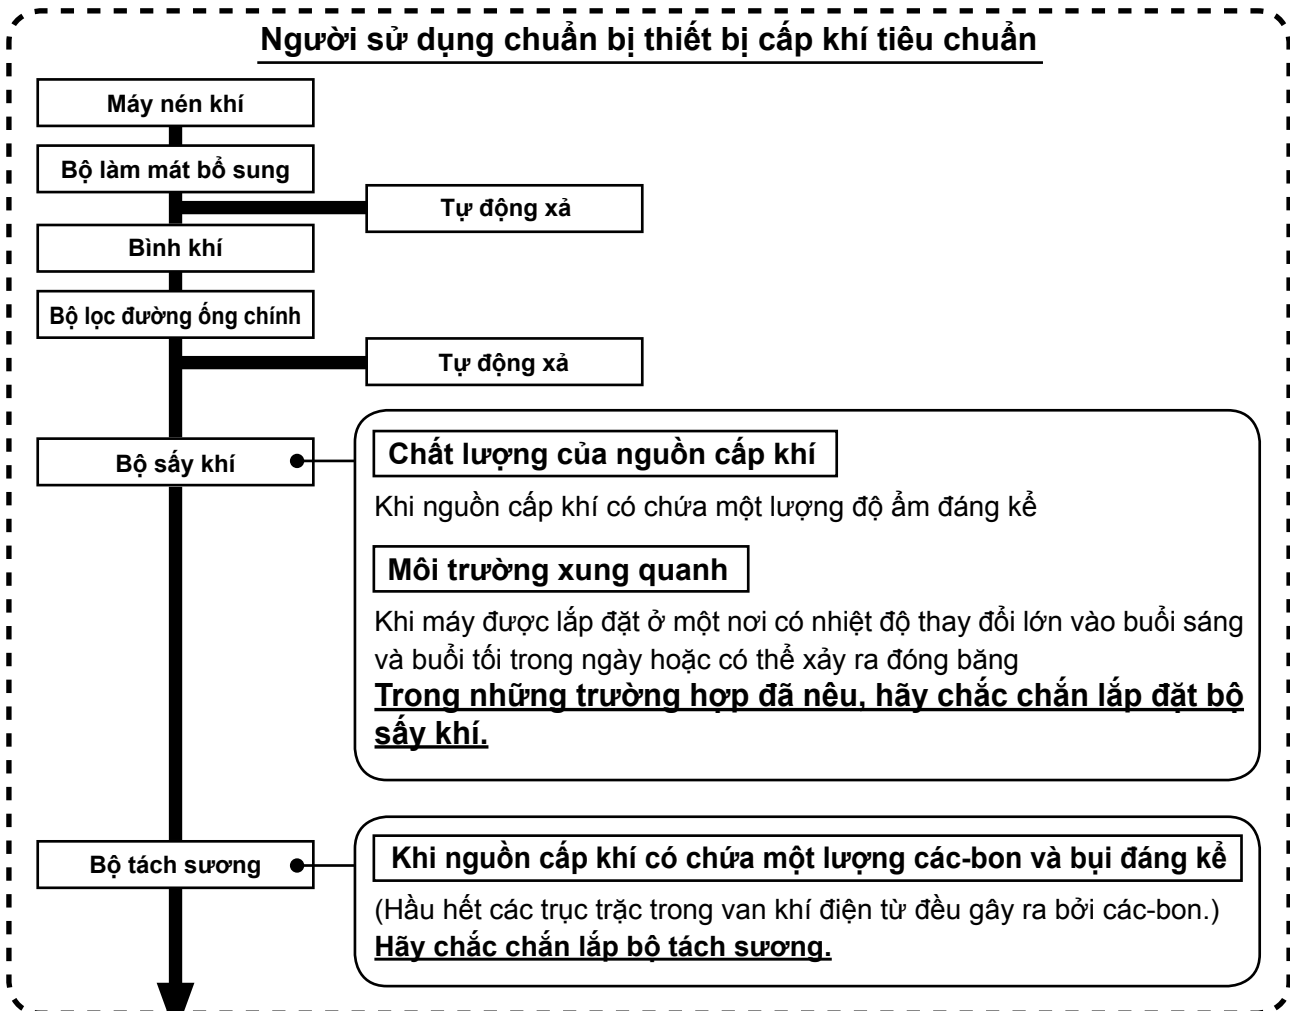 Người sử dụng chuẩn bị thiết bị cấp khí tiêu chuẩn
Máy nén khí
Bộ làm mát bổ sung
Tự động xả
Bình khí
Bộ lọc đường ống chính
Tự động xả
Bộ sấy khí
Chất lượng của nguồn cấp khí
Khi nguồn cấp khí có chứa một lượng độ ẩm đáng kể
Môi trường xung quanh
Khi máy được lắp đặt ở một nơi có nhiệt độ thay đổi lớn vào buổi sáng
và buổi tối trong ngày hoặc có thể xảy ra đóng băng
Trong những trường hợp đã nêu, hãy chắc chắn lắp đặt bộ
sấy khí.
Bộ tách sương
Khi nguồn cấp khí có chứa một lượng các-bon và bụi đáng kể
(Hầu hết các trục trặc trong van khí điện từ đều gây ra bởi các-bon.)
Hãy chắc chắn lắp bộ tách sương.